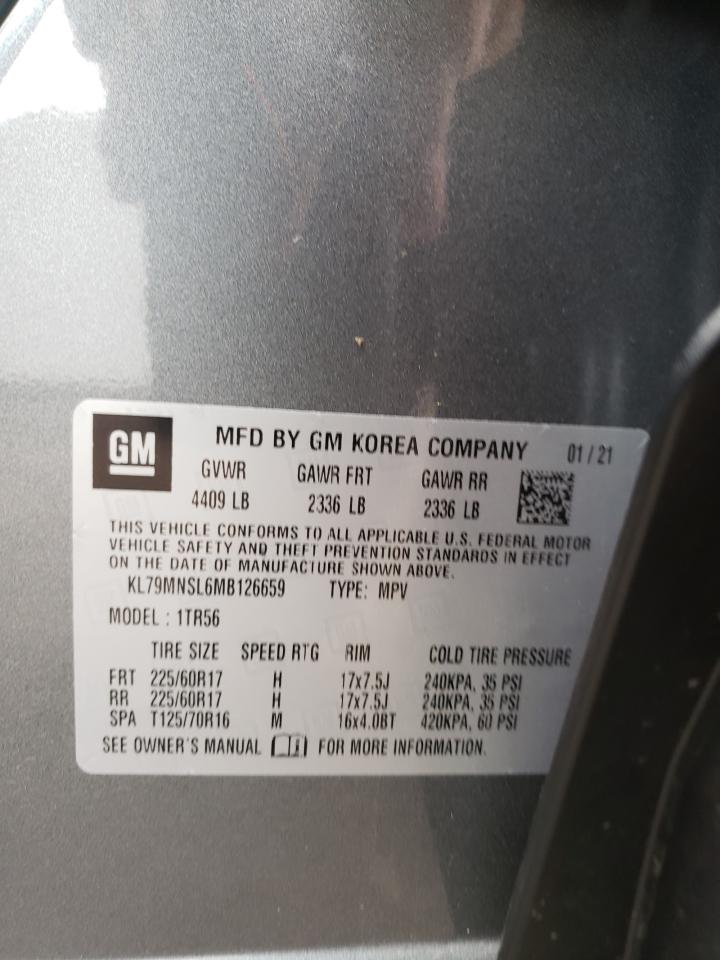 GM MFD BY GM KOREA COMPANY 01/21
GVWR GAWR FRT GAWR RR
4409 LB 2336 LB 2336 LB
THIS VEHICLE CONFORMS TO ALL APPLICABLE U.S. FEDERAL MOTOR
VEHICLE SAFETY AND THEFT PREVENTION STANDARDS IN EFFECT
ON THE DATE OF MANUFACTURE SHOWN ABOVE.
KL79MNSL6MB126659 TYPE: MPV
MODEL : 1TR56
TIRE SIZE SPEED RTG RIM COLD TIRE PRESSURE
FRT 225/60R17 H 17x7.5J 240KPA, 35 PSI
RR 225/60R17 H 17x7.5J 240KPA, 35 PSI
SPA T125/70R16 M 16x4.0BT 420KPA, 60 PSI
SEE OWNER'S MANUAL FOR MORE INFORMATION.